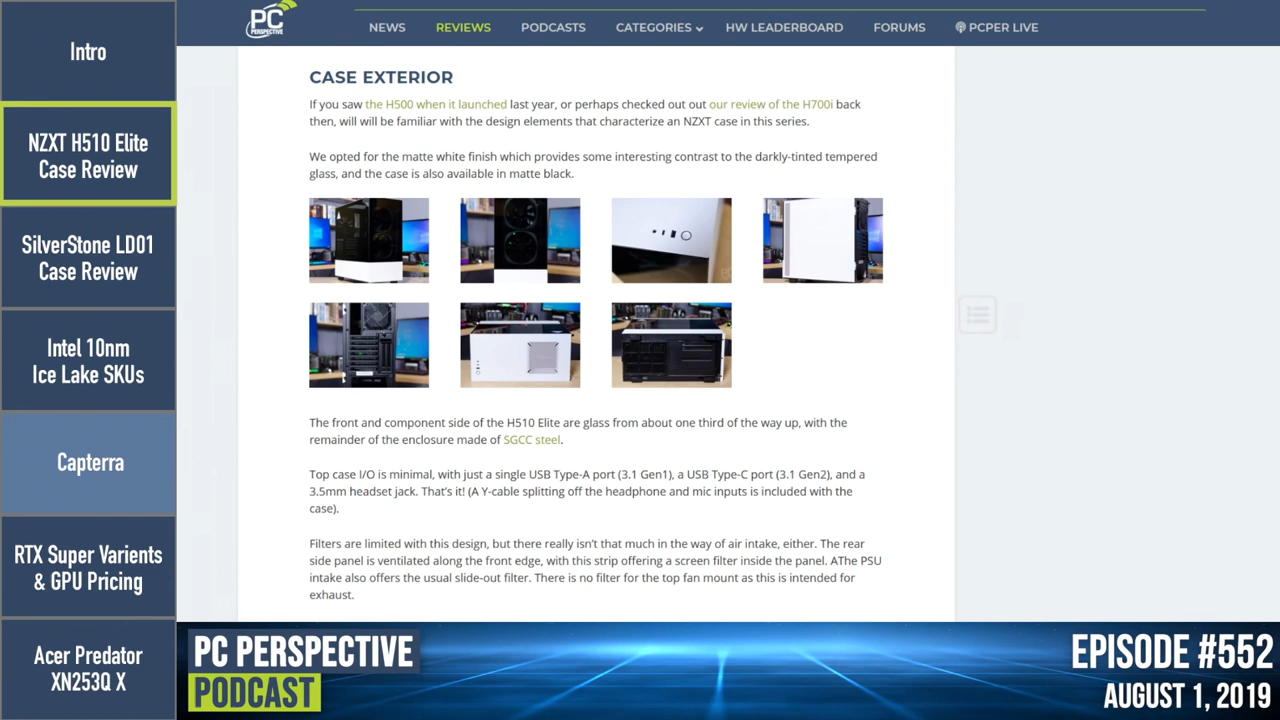 Intro
NZXT H510 Elite
Case Review
SilverStone LD01
Case Review
Intel 10nm
Ice Lake SKUs
Capterra
RTX Super Varients
& GPU Pricing
Acer Predator
XN253Q X
PC
PERSPECTIVE
NEWS REVIEWS PODCASTS CATEGORIES HW LEADERBOARD FORUMS PCPER LIVE
CASE EXTERIOR
If you saw the H500 when it launched last year, or perhaps checked out out our review of the H700i back
then, will will be familiar with the design elements that characterize an NZXT case in this series.
We opted for the matte white finish which provides some interesting contrast to the darkly-tinted tempered
glass, and the case is also available in matte black.
The front and component side of the H510 Elite are glass from about one third of the way up, with the
remainder of the enclosure made of SGCC steel.
Top case I/O is minimal, with just a single USB Type-A port (3.1 Gen1), a USB Type-C port (3.1 Gen2), and a
3.5mm headset jack. That's it! (A Y-cable splitting off the headphone and mic inputs is included with the
case).
Filters are limited with this design, but there really isn't that much in the way of air intake, either. The rear
side panel is ventilated along the front edge, with this strip offering a screen filter inside the panel. AThe PSU
intake also offers the usual slide-out filter. There is no filter for the top fan mount as this is intended for
exhaust.
PC PERSPECTIVE
PODCAST
EPISODE #552
AUGUST 1, 2019